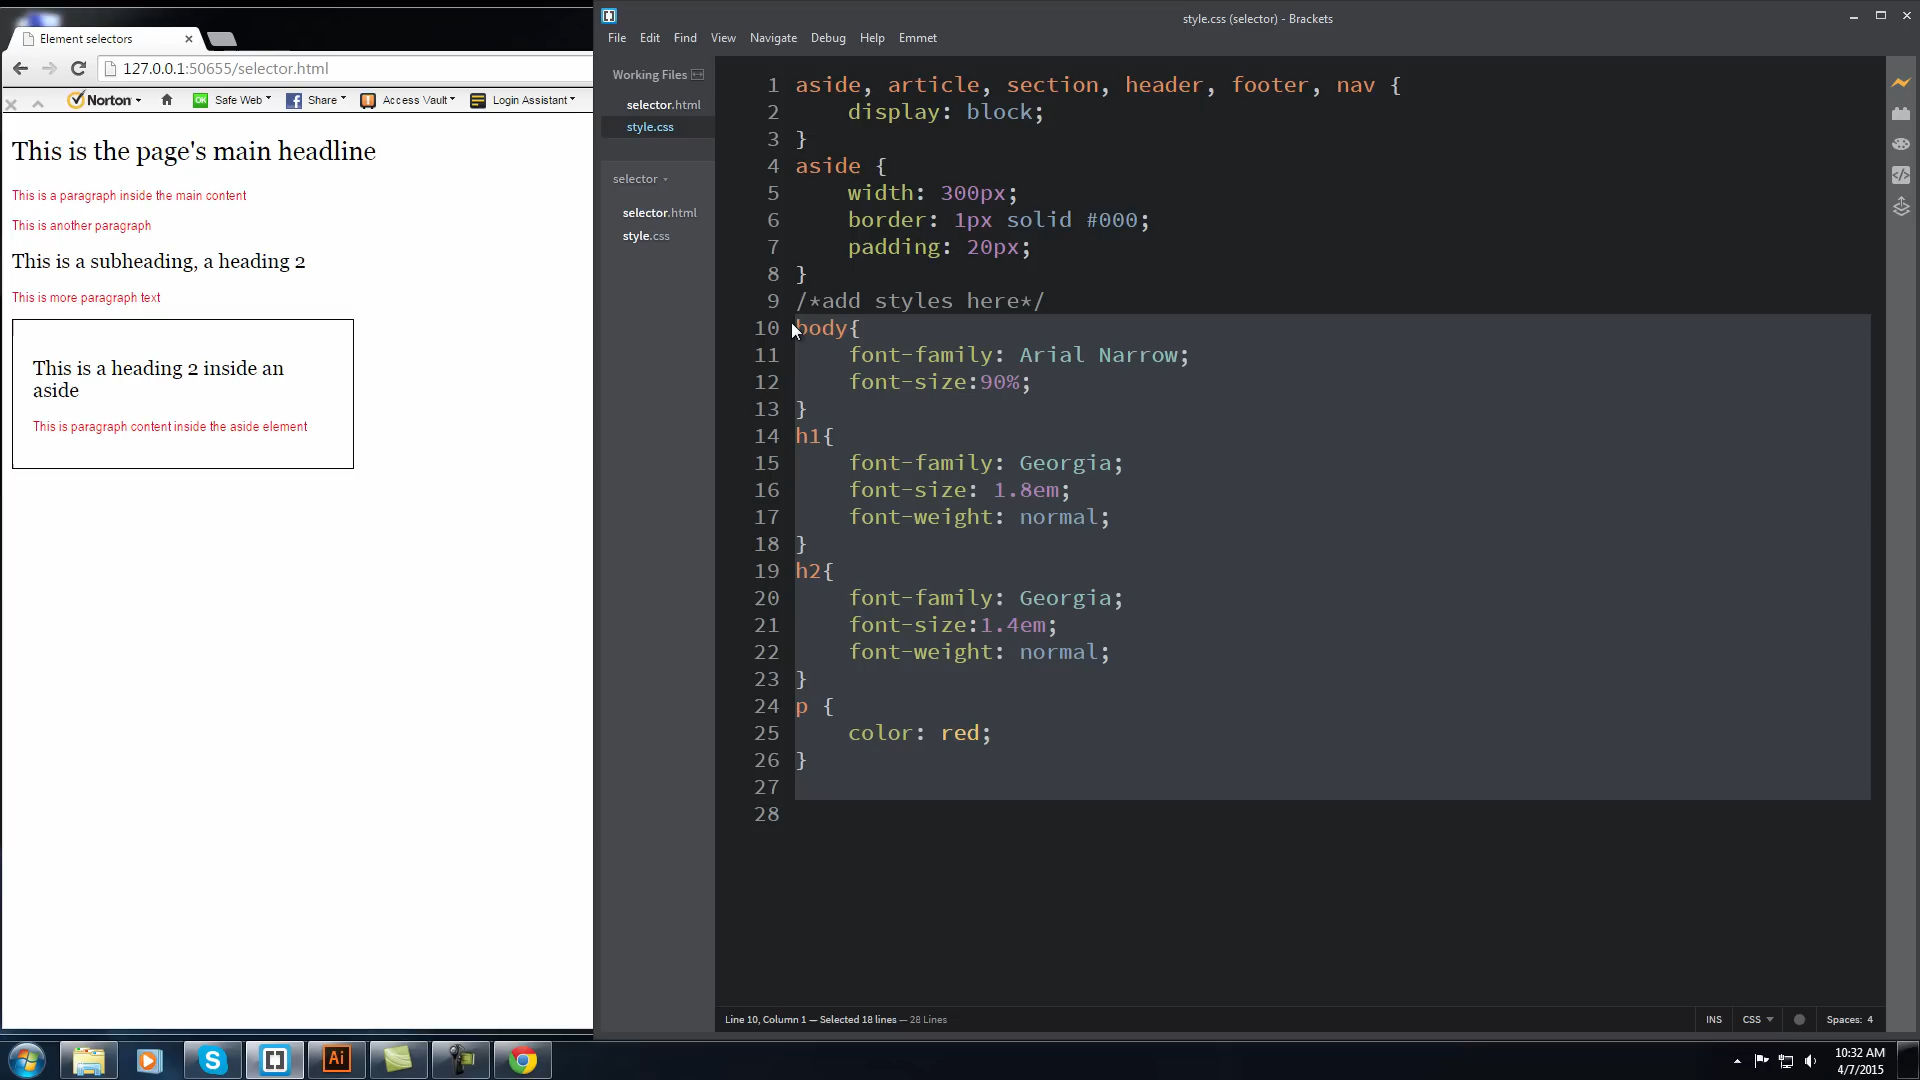 Element selectors
127.0.0.1:50655/selector.html
Norton
OK Safe Web
Share
Access Vault
Login Assistant
This is the page's main headline
This is a paragraph inside the main content
This is another paragraph
This is a subheading, a heading 2
This is more paragraph text
This is a heading 2 inside an
aside
This is paragraph content inside the aside element
style.css (selector) - Brackets
File Edit Find View Navigate Debug Help Emmet
Working Files
selector.html
style.css
selector
selector.html
style.css
1 aside, article, section, header, footer, nav {
2 display: block;
3 }
4 aside {
5 width: 300px;
6 border: 1px solid #000;
7 padding: 20px;
8 }
9 /*add styles here*/
10 body{
11 font-family: Arial Narrow;
12 font-size:90%;
13 }
14 h1{
15 font-family: Georgia;
16 font-size: 1.8em;
17 font-weight: normal;
18 }
19 h2{
20 font-family: Georgia;
21 font-size:1.4em;
22 font-weight: normal;
23 }
24 p {
25 color: red;
26 }
27
28
Line 10, Column 1 — Selected 18 lines — 28 Lines
INS CSS Spaces: 4
Ai
10:32 AM
4/7/2015